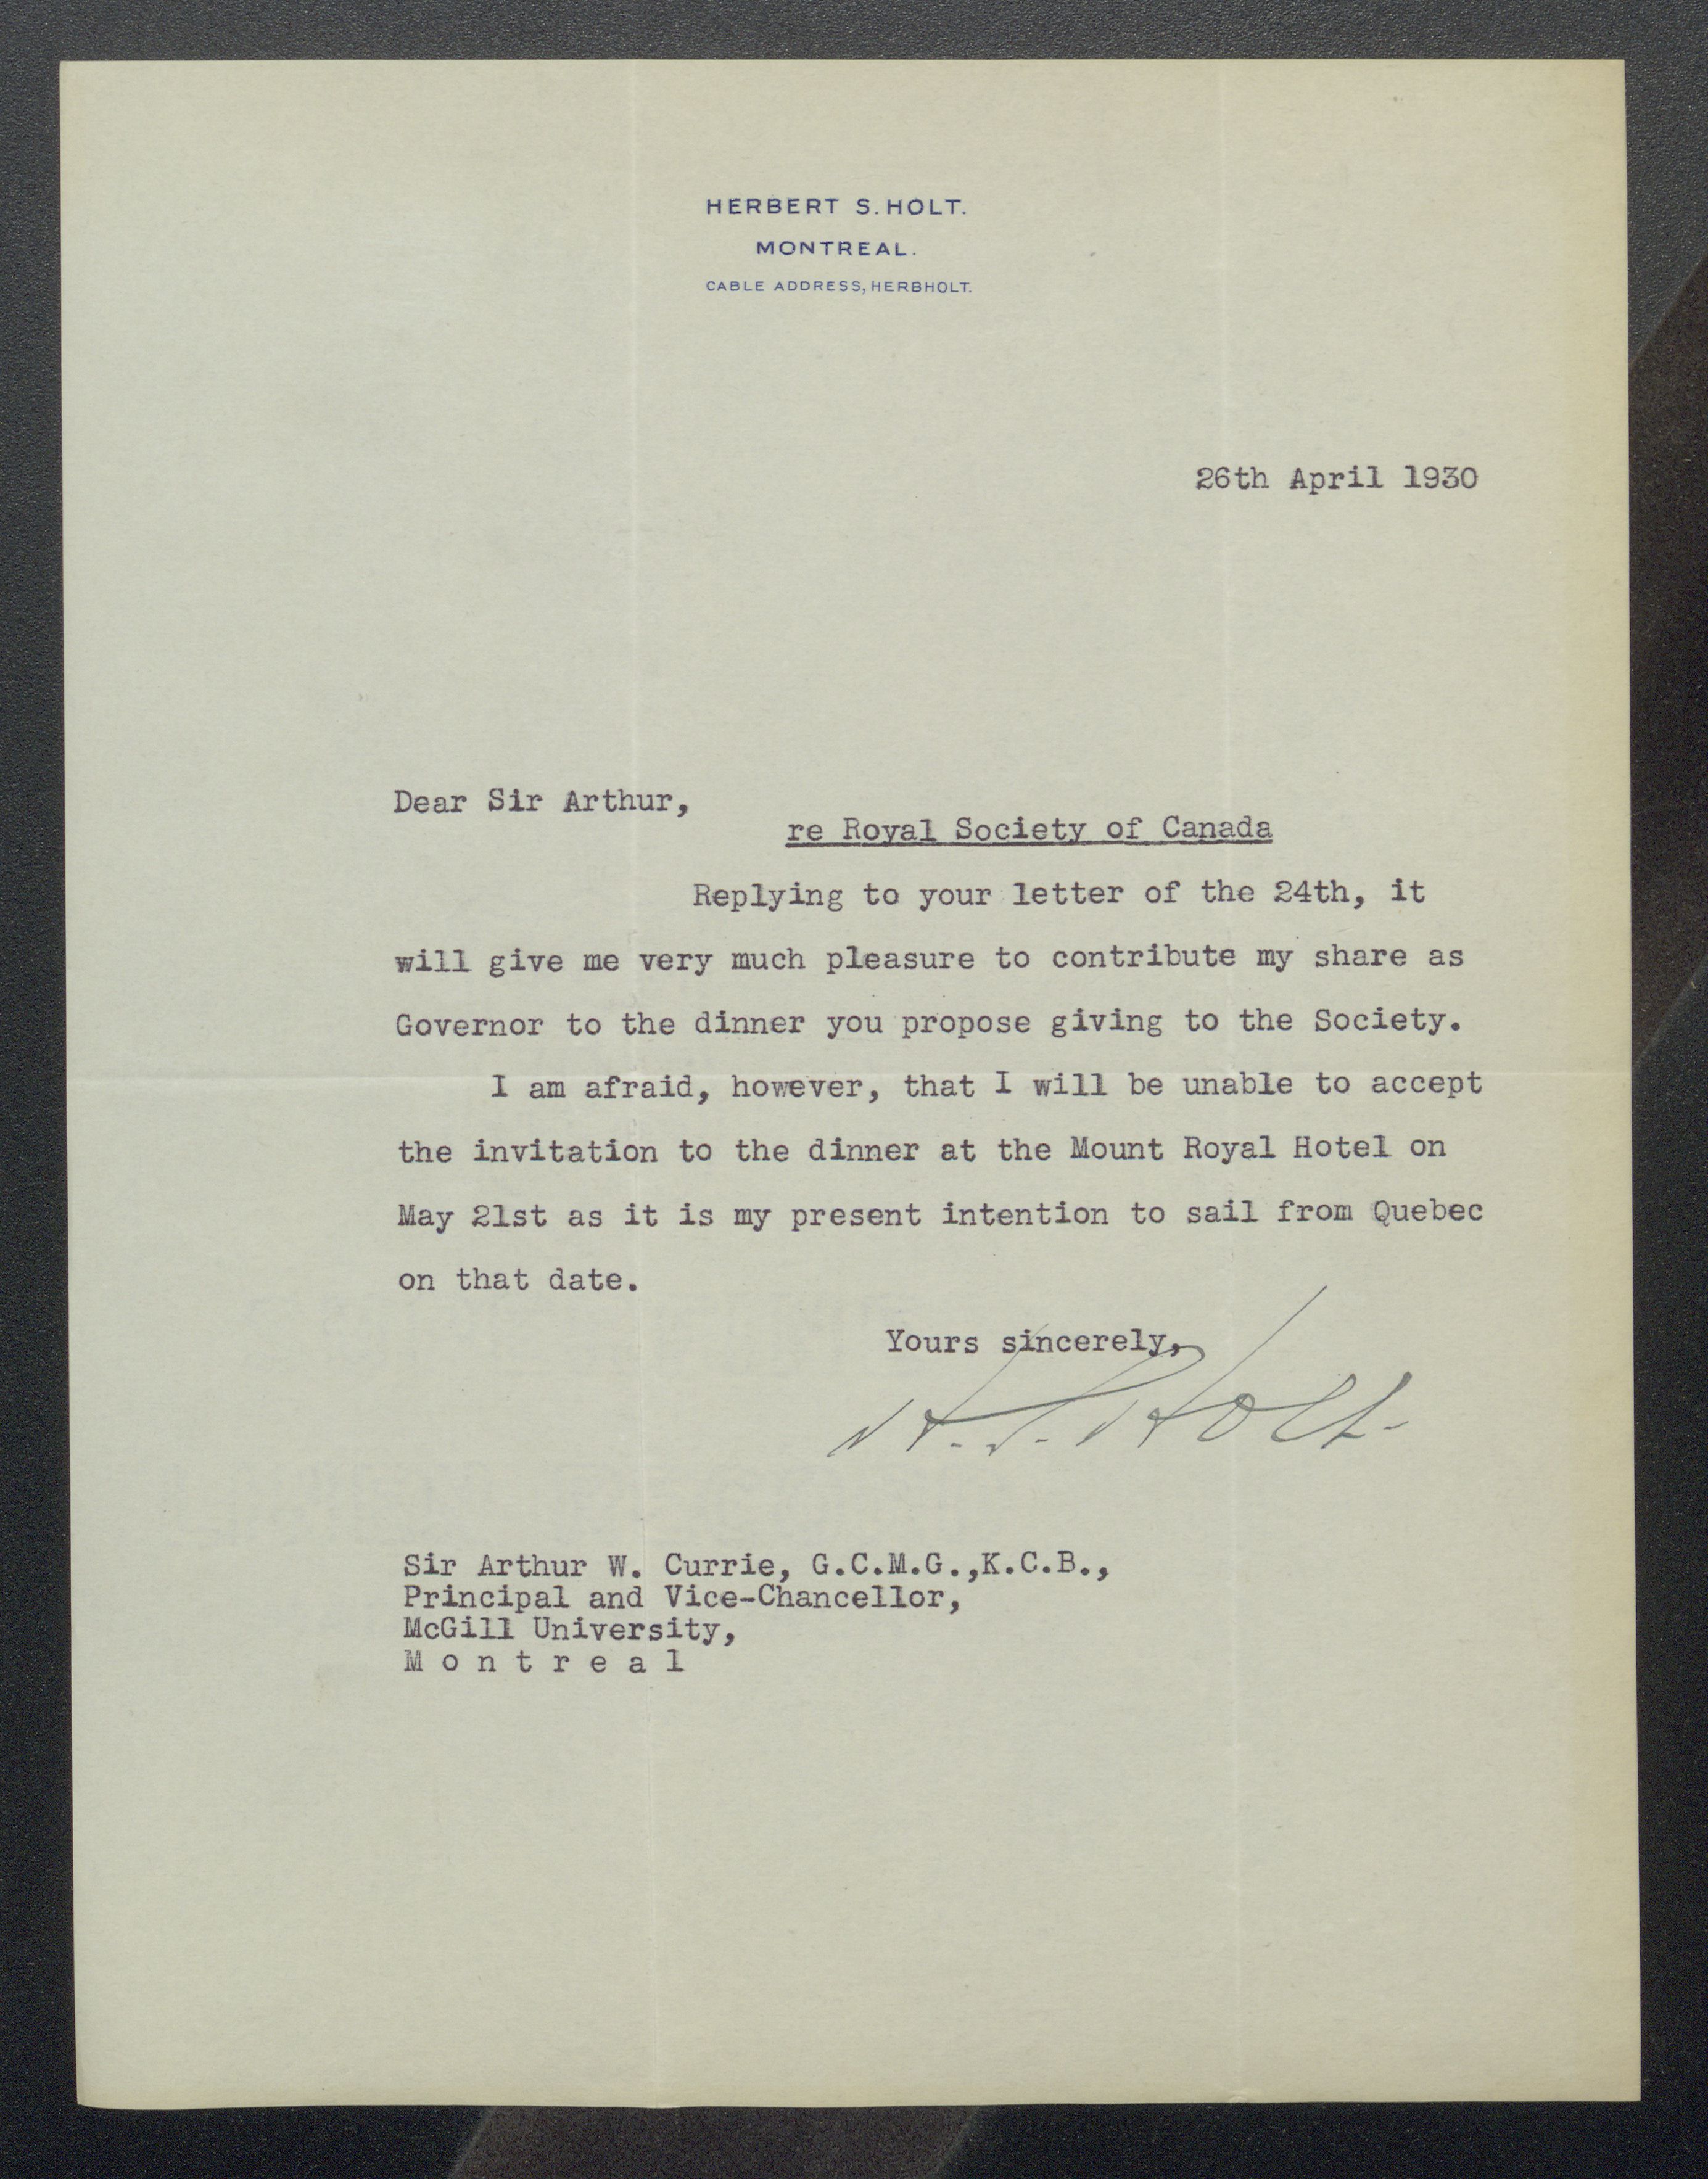 HERBERT S. HOLT.
MONTREAL.
CABLE ADDRESS, HERBHOLT.
26th April 1930
Dear Sir Arthur,
re Royal Society of Canada
Replying to your letter of the 24th, it
will give me very much pleasure to contribute my share as
Governor to the dinner you propose giving to the Society.
I am afraid, however, that I will be unable to accept
the invitation to the dinner at the Mount Royal Hotel on
May 21st as it is my present intention to sail from Quebec
on that date.
Yours sincerely,
H. S. Holt.
Sir Arthur W. Currie, G.C.M.G.,K.C.B.,
Principal and Vice-Chancellor,
McGill University,
M o n t r e a l